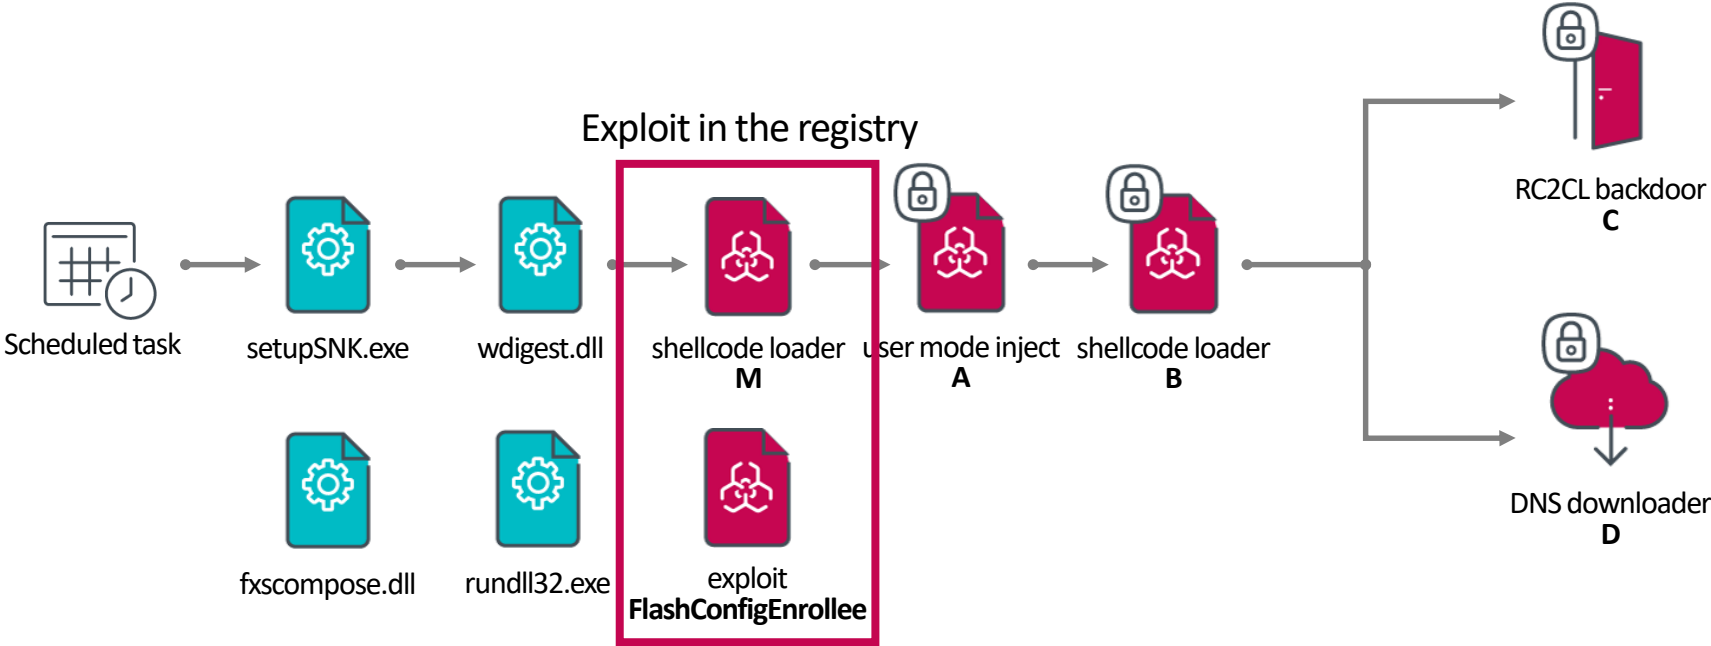 Exploit in the registry
Scheduled task
setupSNK.exe
wdigest.dll
shellcode loader
M
user mode inject
A
shellcode loader
B
RC2CL backdoor
C
fxscompose.dll
rundll32.exe
exploit
FlashConfigEnrollee
DNS downloader
D